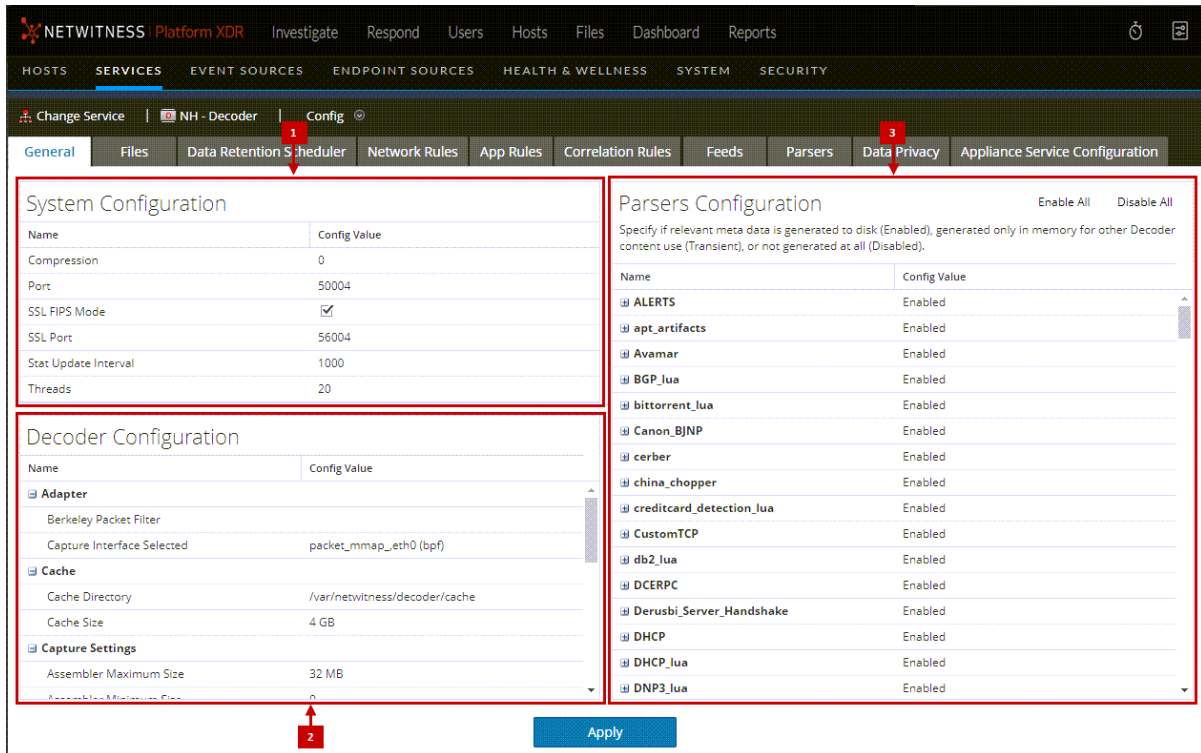 NETWITNESS Platform XDR Investigate Respond Users Hosts Files Dashboard Reports
HOSTS SERVICES EVENT SOURCES ENDPOINT SOURCES HEALTH & WELLNESS SYSTEM SECURITY
Change Service NH - Decoder Config
1
3
General Files Data Retention Scheduler Network Rules App Rules Correlation Rules Feeds Parsers Data Privacy Appliance Service Configuration
System Configuration
Name Config Value
Compression 0
Port 50004
SSL FIPS Mode
SSL Port 56004
Stat Update Interval 1000
Threads 20
Decoder Configuration
Name Config Value
Adapter
Berkeley Packet Filter
Capture Interface Selected packet_mmap_,eth0 (bpf)
Cache
Cache Directory /var/netwitness/decoder/cache
Cache Size 4 GB
Capture Settings
Assembler Maximum Size 32 MB
Assembler Minimum Size 0
2
Parsers Configuration Enable All Disable All
Specify if relevant meta data is generated to disk (Enabled), generated only in memory for other Decoder
content use (Transient), or not generated at all (Disabled).
Name Config Value
ALERTS Enabled
apt_artifacts Enabled
Avamar Enabled
BGP_lua Enabled
bittorrent_lua Enabled
Canon_BJNP Enabled
cerber Enabled
china_chopper Enabled
creditcard_detection_lua Enabled
CustomTCP Enabled
db2_lua Enabled
DCERPC Enabled
Derusbi_Server_Handshake Enabled
DHCP Enabled
DHCP_lua Enabled
DNP3_lua Enabled
Apply